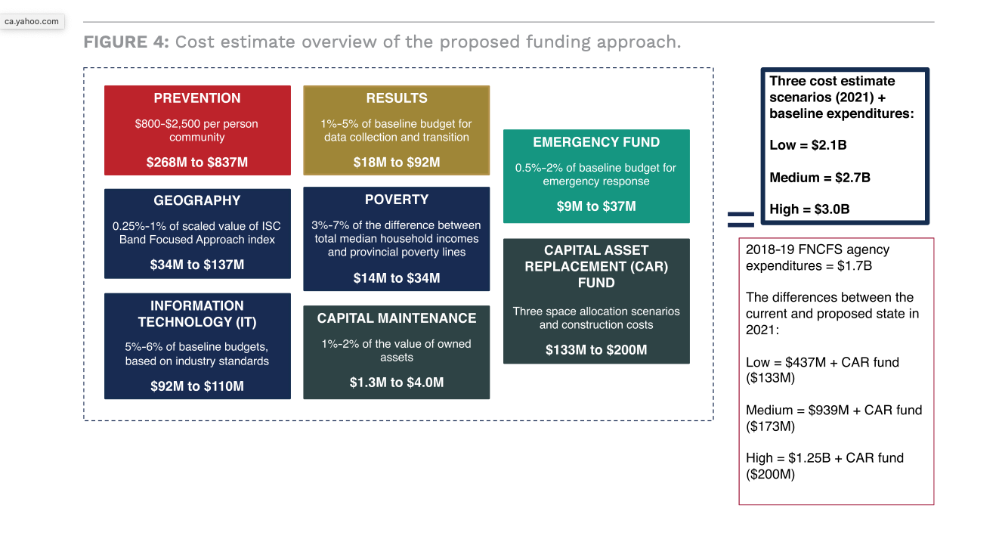 ca.yahoo.com
FIGURE 4: Cost estimate overview of the proposed funding approach.
PREVENTION
$800-$2,500 per person
community
$268M to $837M
GEOGRAPHY
0.25%-1% of scaled value of ISC
Band Focused Approach index
$34M to $137M
INFORMATION
TECHNOLOGY (IT)
5%-6% of baseline budgets,
based on industry standards
$92M to $110M
RESULTS
1%-5% of baseline budget for
data collection and transition
$18M to $92M
POVERTY
3%-7% of the difference between
total median household incomes
and provincial poverty lines
$14M to $34M
CAPITAL MAINTENANCE
1%-2% of the value of owned
assets
$1.3M to $4.0M
EMERGENCY FUND
0.5%-2% of baseline budget for
emergency response
$9M to $37M
CAPITAL ASSET
REPLACEMENT (CAR)
FUND
Three space allocation scenarios
and construction costs
$133M to $200M
=
Three cost estimate
scenarios (2021) +
baseline expenditures:
Low = $2.1B
Medium = $2.7B
High = $3.0B
2018-19 FNCFS agency
expenditures = $1.7B
The differences between the
current and proposed state in
2021:
Low = $437M + CAR fund
($133M)
Medium = $939M + CAR fund
($173M)
High = $1.25B + CAR fund
($200M)